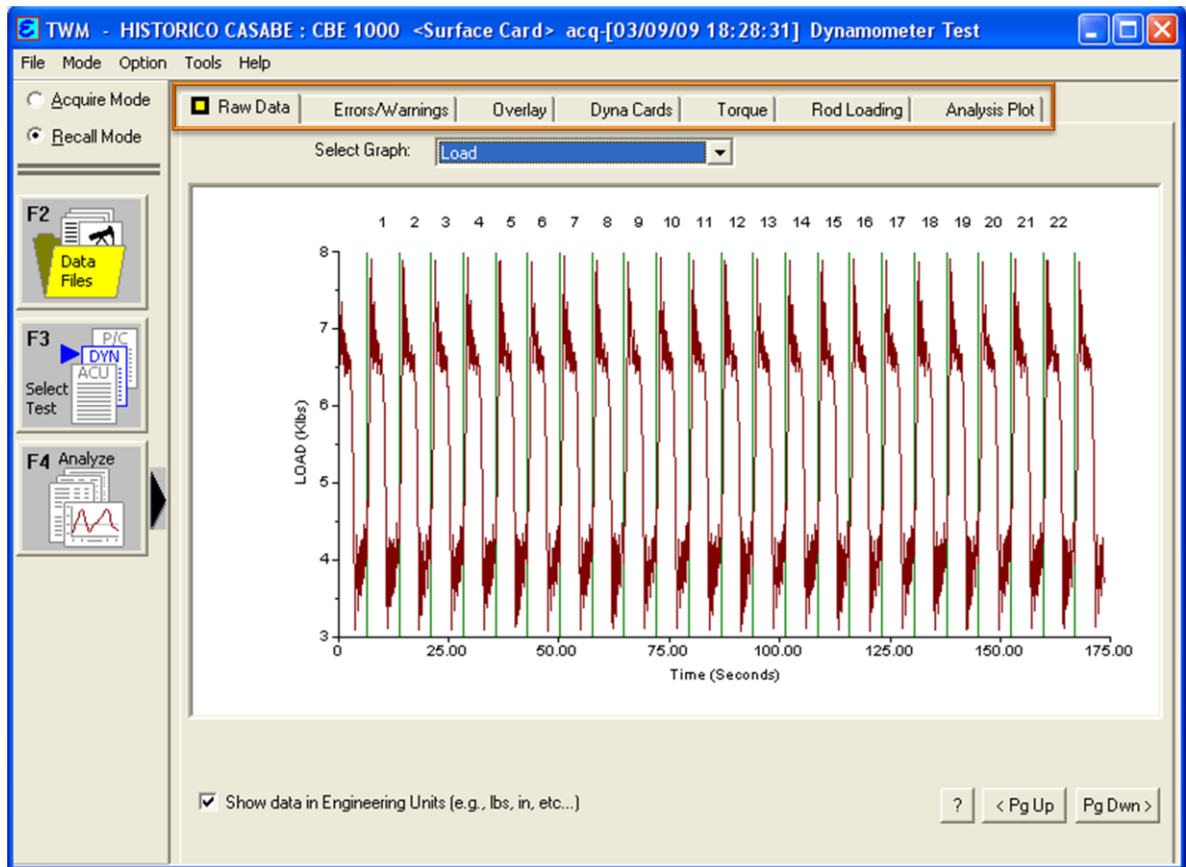 TWM - HISTORICO CASABE : CBE 1000 <Surface Card> acq-[03/09/09 18:28:31] Dynamometer Test
File Mode Option Tools Help
Acquire Mode
Recall Mode
Raw Data Errors/Warnings Overlay Dyna Cards Torque Rod Loading Analysis Plot
Select Graph: Load
F2
Data
Files
F3
P/C
DYN
ACU
Select
Test
F4 Analyze
1 2 3 4 5 6 7 8 9 10 11 12 13 14 15 16 17 18 19 20 21 22
8
7
6
5
4
3
LOAD (Klbs)
0 25.00 50.00 75.00 100.00 125.00 150.00 175.00
Time (Seconds)
Show data in Engineering Units (e.g., lbs, in, etc...)
? < Pg Up Pg Dwn >